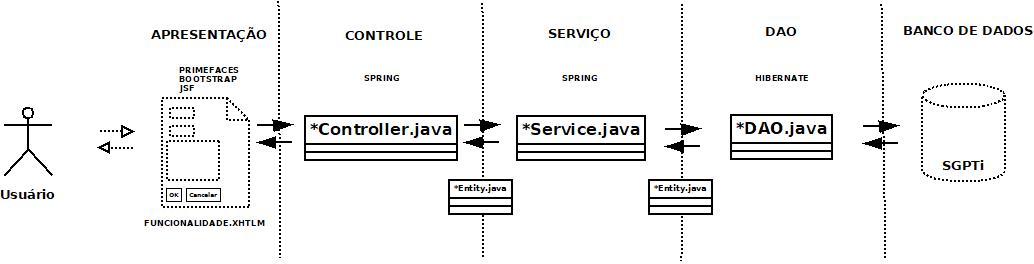 APRESENTAÇÃO
CONTROLE
SERVIÇO
DAO
BANCO DE DADOS
PRIMEFACES
BOOTSTRAP
JSF
SPRING
SPRING
HIBERNATE
*Controller.java
*Service.java
*DAO.java
SGPTi
Usuário
OK
Cancelar
*Entity.java
*Entity.java
FUNCIONALIDADE.XHTLM